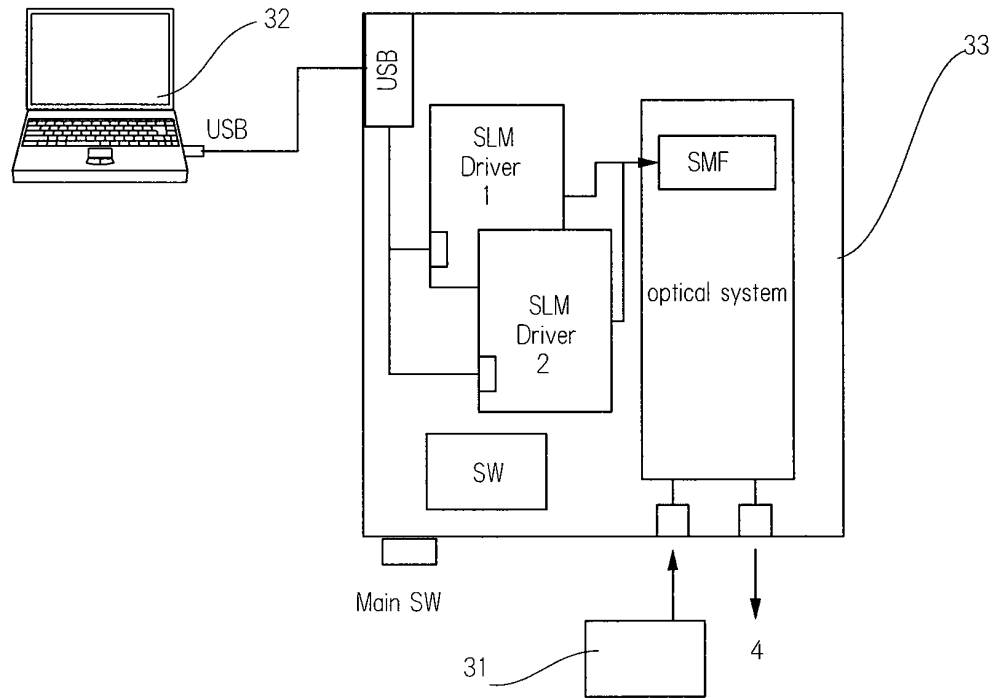 32
33
USB
USB
SLM
Driver
1
SMF
optical system
SLM
Driver
2
SW
Main SW
31
4